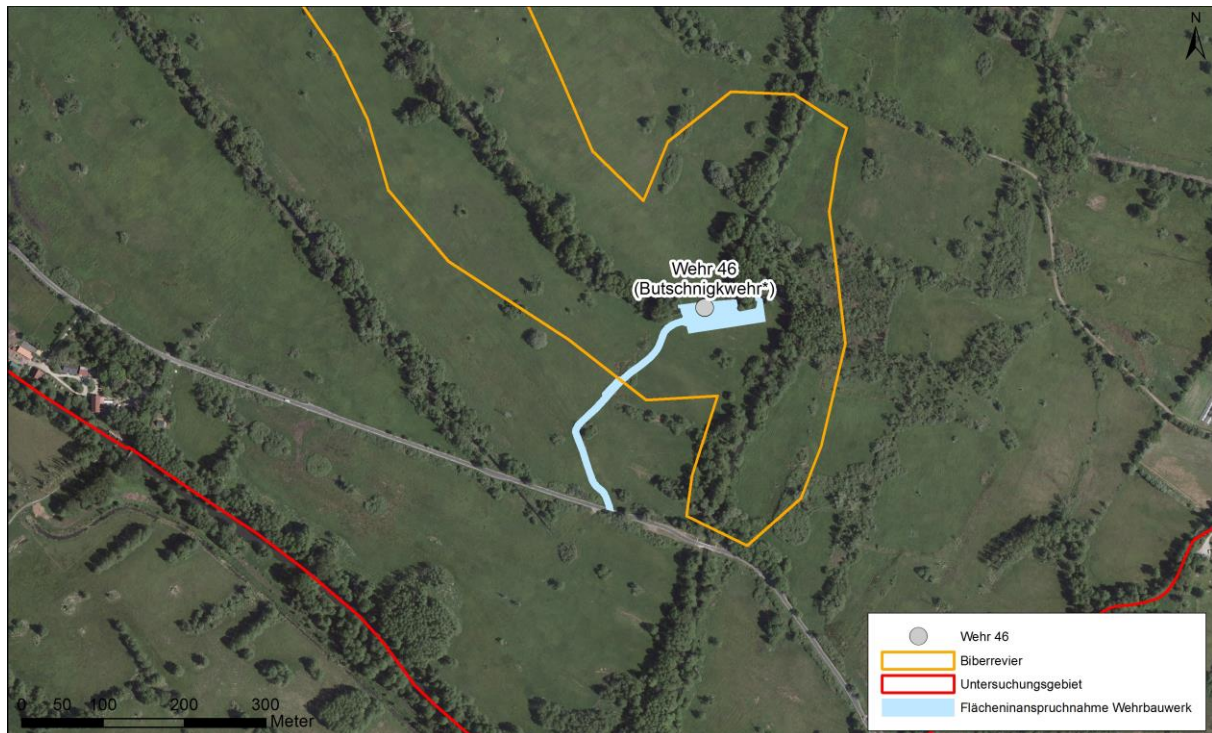 N
Wehr 46
(Butschnigkwehr*)
Wehr 46
Biberrevier
Untersuchungsgebiet
Flächeninanspruchnahme Wehrbauwerk
0 50 100 200 300
Meter